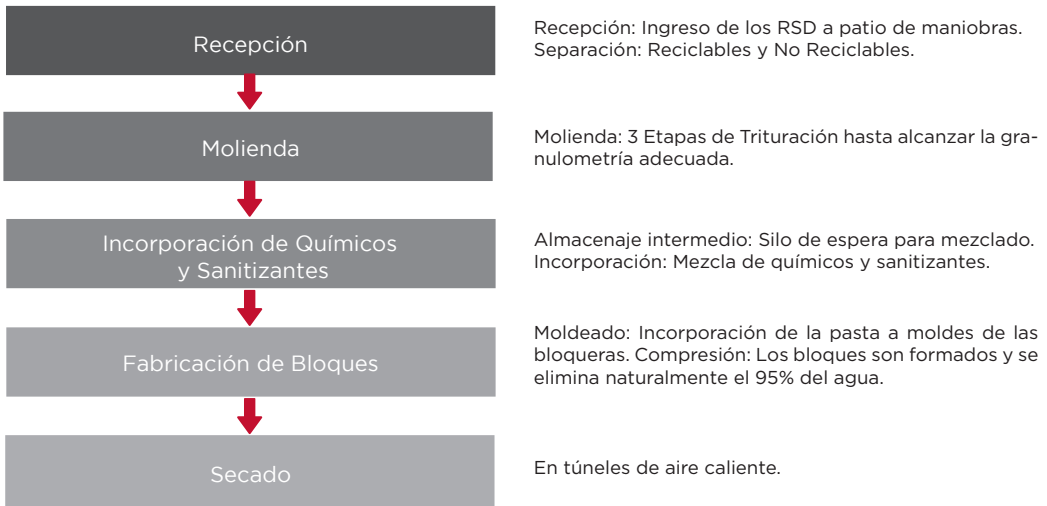 Recepción
Recepción: Ingreso de los RSD a patio de maniobras.
Separación: Reciclables y No Reciclables.
Molienda
Molienda: 3 Etapas de Trituración hasta alcanzar la gra-
nulometría adecuada.
Incorporación de Químicos
y Sanitizantes
Almacenaje intermedio: Silo de espera para mezclado.
Incorporación: Mezcla de químicos y sanitizantes.
Fabricación de Bloques
Moldeado: Incorporación de la pasta a moldes de las
bloqueras. Compresión: Los bloques son formados y se
elimina naturalmente el 95% del agua.
Secado
En túneles de aire caliente.